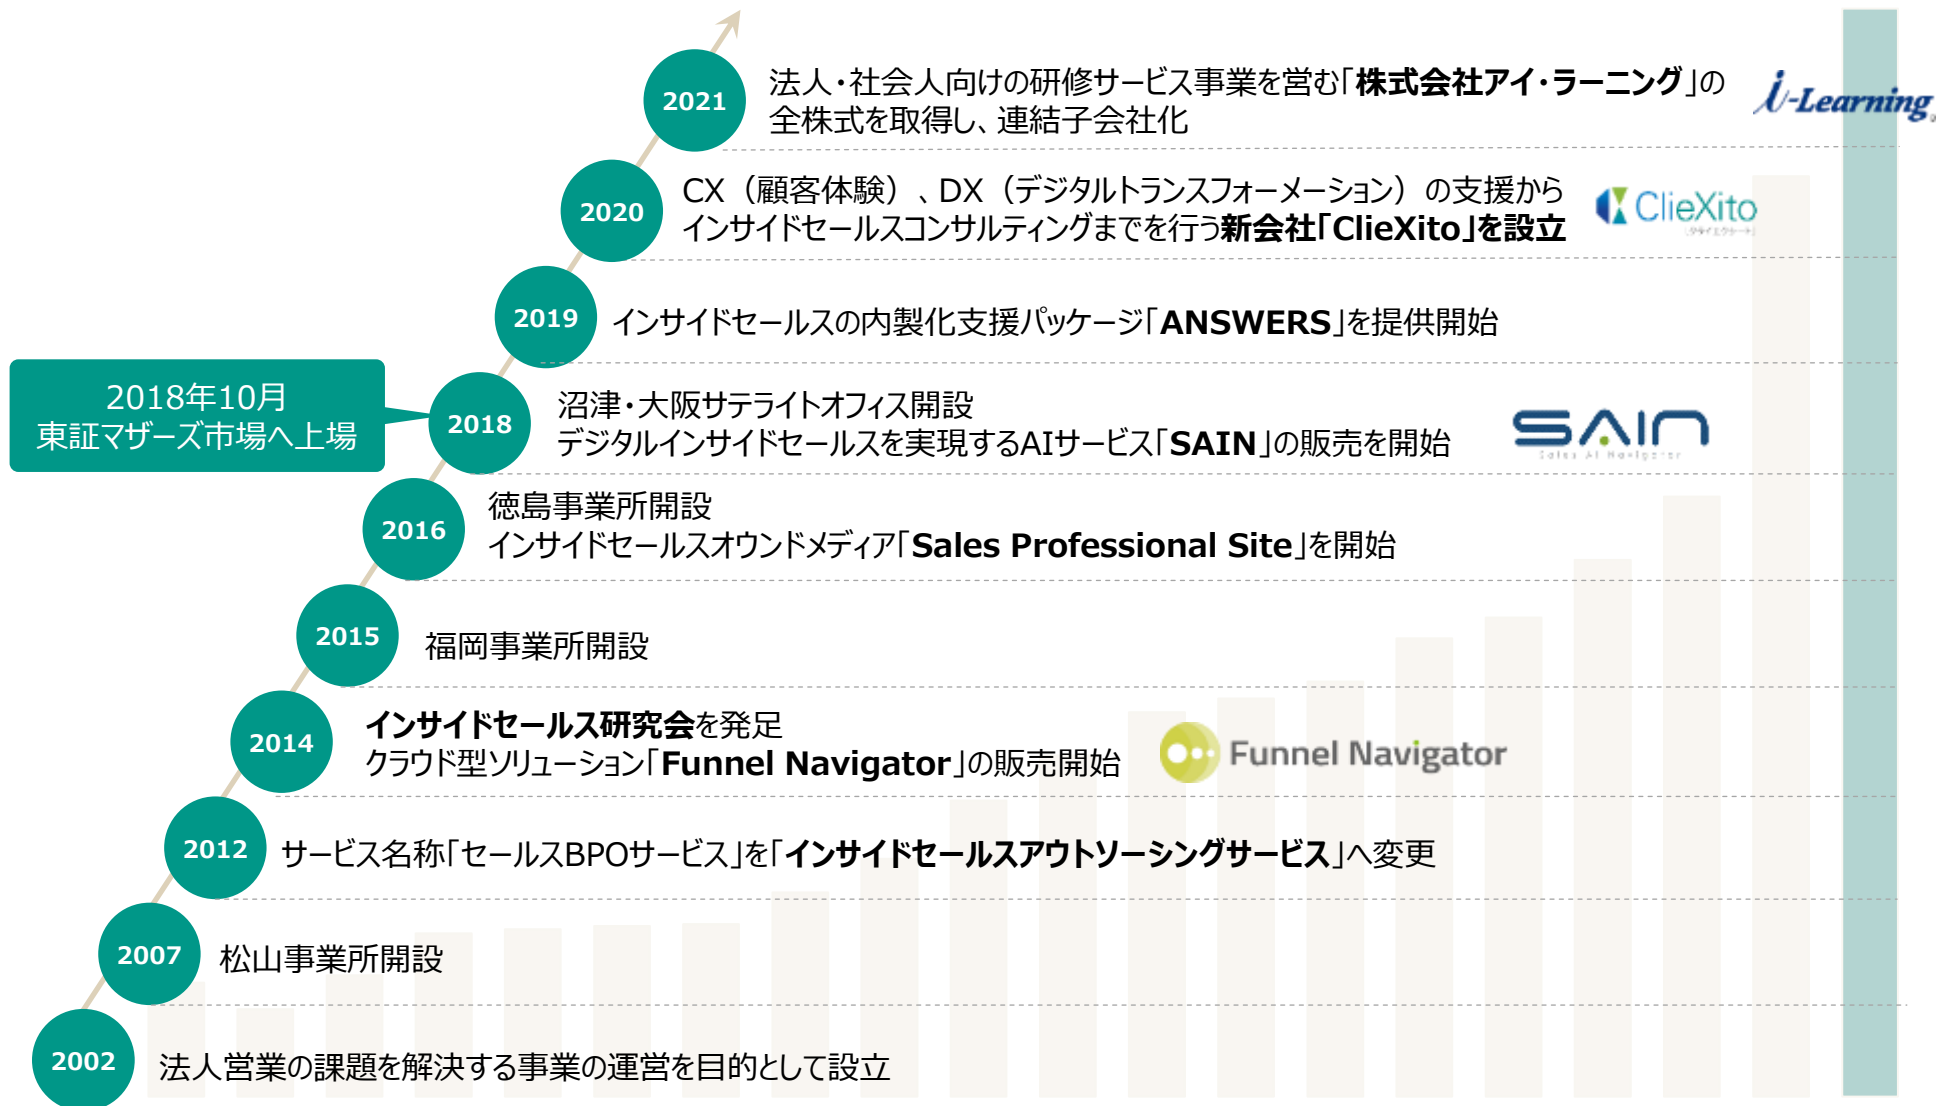 2021
法人・社会人向けの研修サービス事業を営む「株式会社アイ・ラーニング」の
全株式を取得し、連結子会社化
i-Learning
2020
CX（顧客体験）、DX（デジタルトランスフォーメーション）の支援から
インサイドセールスコンサルティングまでを行う新会社「ClieXito」を設立
ClieXito
(クライエクシート)
2019
インサイドセールスの内製化支援パッケージ「ANSWERS」を提供開始
2018年10月
東証マザーズ市場へ上場
2018
沼津・大阪サテライトオフィス開設
デジタルインサイドセールスを実現するAIサービス「SAIN」の販売を開始
SAIN
Sales AI Navigator
2016
徳島事業所開設
インサイドセールスオウンドメディア「Sales Professional Site」を開始
2015
福岡事業所開設
2014
インサイドセールス研究会を発足
クラウド型ソリューション「Funnel Navigator」の販売開始
Funnel Navigator
2012
サービス名称「セールスBPOサービス」を「インサイドセールスアウトソーシングサービス」へ変更
2007
松山事業所開設
2002
法人営業の課題を解決する事業の運営を目的として設立